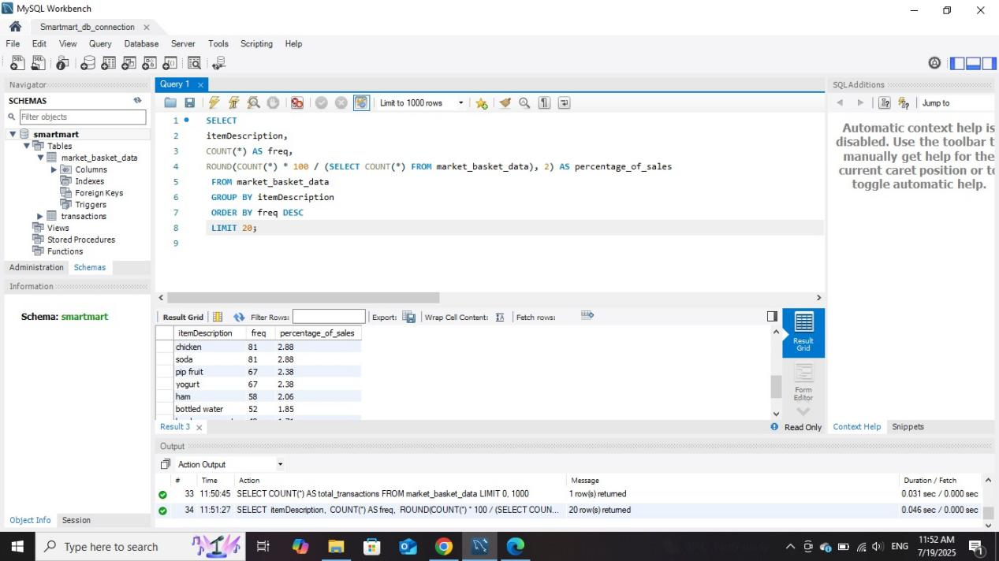 MySQL Workbench
Smartmart_db_connection
File Edit View Query Database Server Tools Scripting Help
Navigator
SCHEMAS
Filter objects
smartmart
Tables
market_basket_data
Columns
Indexes
Foreign Keys
Triggers
transactions
Views
Stored Procedures
Functions
Administration Schemas
Information
Schema: smartmart
Object Info Session
Query 1
Limit to 1000 rows
1 SELECT
2 itemDescription,
3 COUNT(*) AS freq,
4 ROUND(COUNT(*) * 100 / (SELECT COUNT(*) FROM market_basket_data), 2) AS percentage_of_sales
5 FROM market_basket_data
6 GROUP BY itemDescription
7 ORDER BY freq DESC
8 LIMIT 20;
9
Result Grid Filter Rows: Export: Wrap Cell Content: Fetch rows:
itemDescription freq percentage_of_sales
chicken 81 2.88
soda 81 2.88
pip fruit 67 2.38
yogurt 67 2.38
ham 58 2.06
bottled water 52 1.85
Result Grid
Form Editor
Result 3
Read Only
SQLAdditions
Jump to
Automatic context help is
disabled. Use the toolbar t
manually get help for the
current caret position or to
toggle automatic help.
Context Help Snippets
Output
Action Output
# Time Action Message Duration / Fetch
33 11:50:45 SELECT COUNT(*) AS total_transactions FROM market_basket_data LIMIT 0, 1000 1 row(s) returned 0.031 sec / 0.000 sec
34 11:51:27 SELECT itemDescription, COUNT(*) AS freq, ROUND(COUNT(*) * 100 / (SELECT COUN... 20 row(s) returned 0.046 sec / 0.000 sec
Type here to search
ENG
11:52 AM
7/19/2025
1